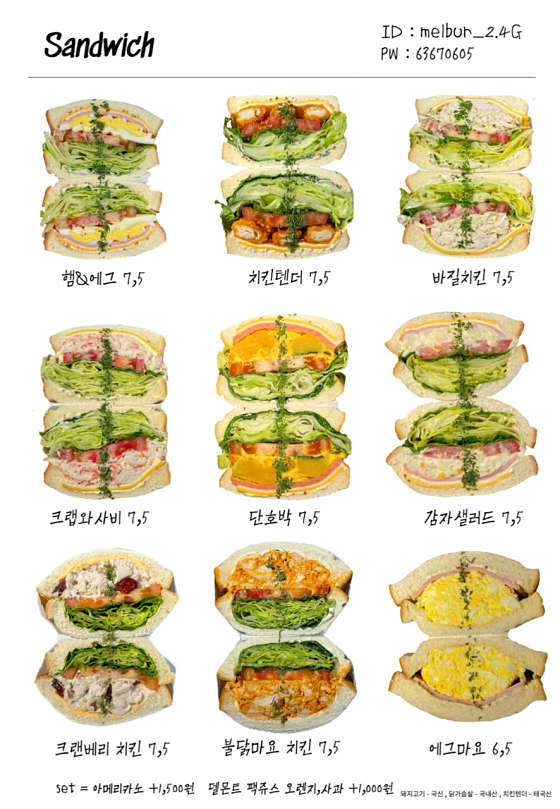 Sandwich
ID : melbur_2.4G
PW : 63670605
햄&에그 7,5
치킨텐더 7,5
바질치킨 7,5
크랩와사비 7,5
단호박 7,5
감자샐러드 7,5
크랜베리 치킨 7,5
불닭마요 치킨 7,5
에그마요 6,5
set = 아메리카노 +1,500원 델몬트 팩쥬스 오렌지,사과 +1,000원
돼지고기 - 국산 , 닭가슴살 - 국내산 , 치킨텐더 - 태국산